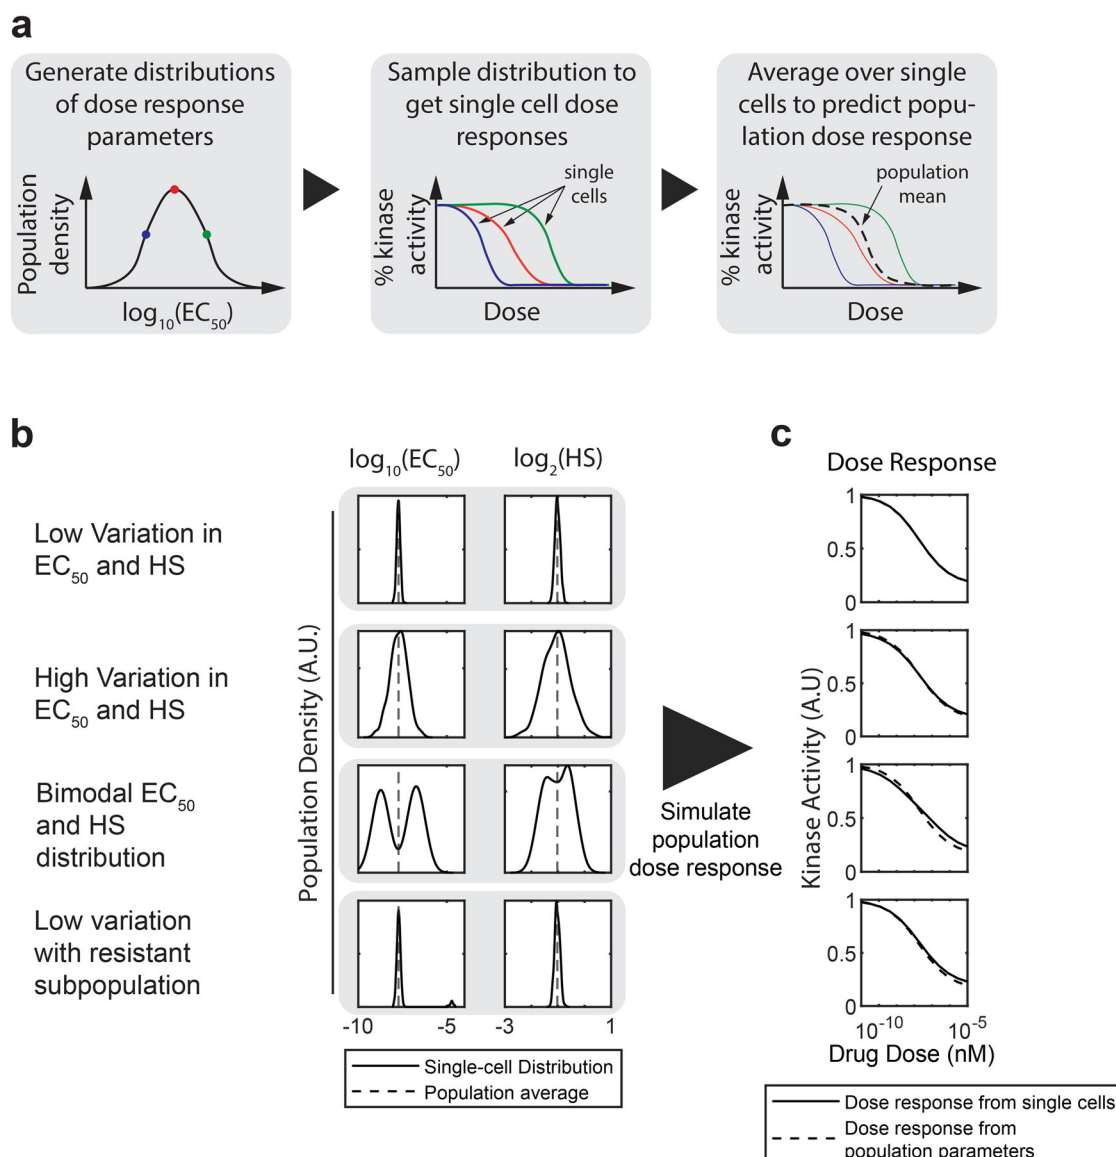 a
Generate distributions
of dose response
parameters
Population
density
log10(EC50)
Sample distribution to
get single cell dose
responses
single
cells
% kinase
activity
Dose
Average over single
cells to predict popu-
lation dose response
population
mean
% kinase
activity
Dose
b
log10(EC50)
log2(HS)
Low Variation in
EC50 and HS
High Variation in
EC50 and HS
Bimodal EC50
and HS
distribution
Low variation
with resistant
subpopulation
Population Density (A.U.)
-10
-5
-3
1
Single-cell Distribution
Population average
Simulate
population
dose response
c
Dose Response
Kinase Activity (A.U)
1
0.5
0
1
0.5
0
1
0.5
0
1
0.5
0
10-10
10-5
Drug Dose (nM)
Dose response from single cells
Dose response from
population parameters